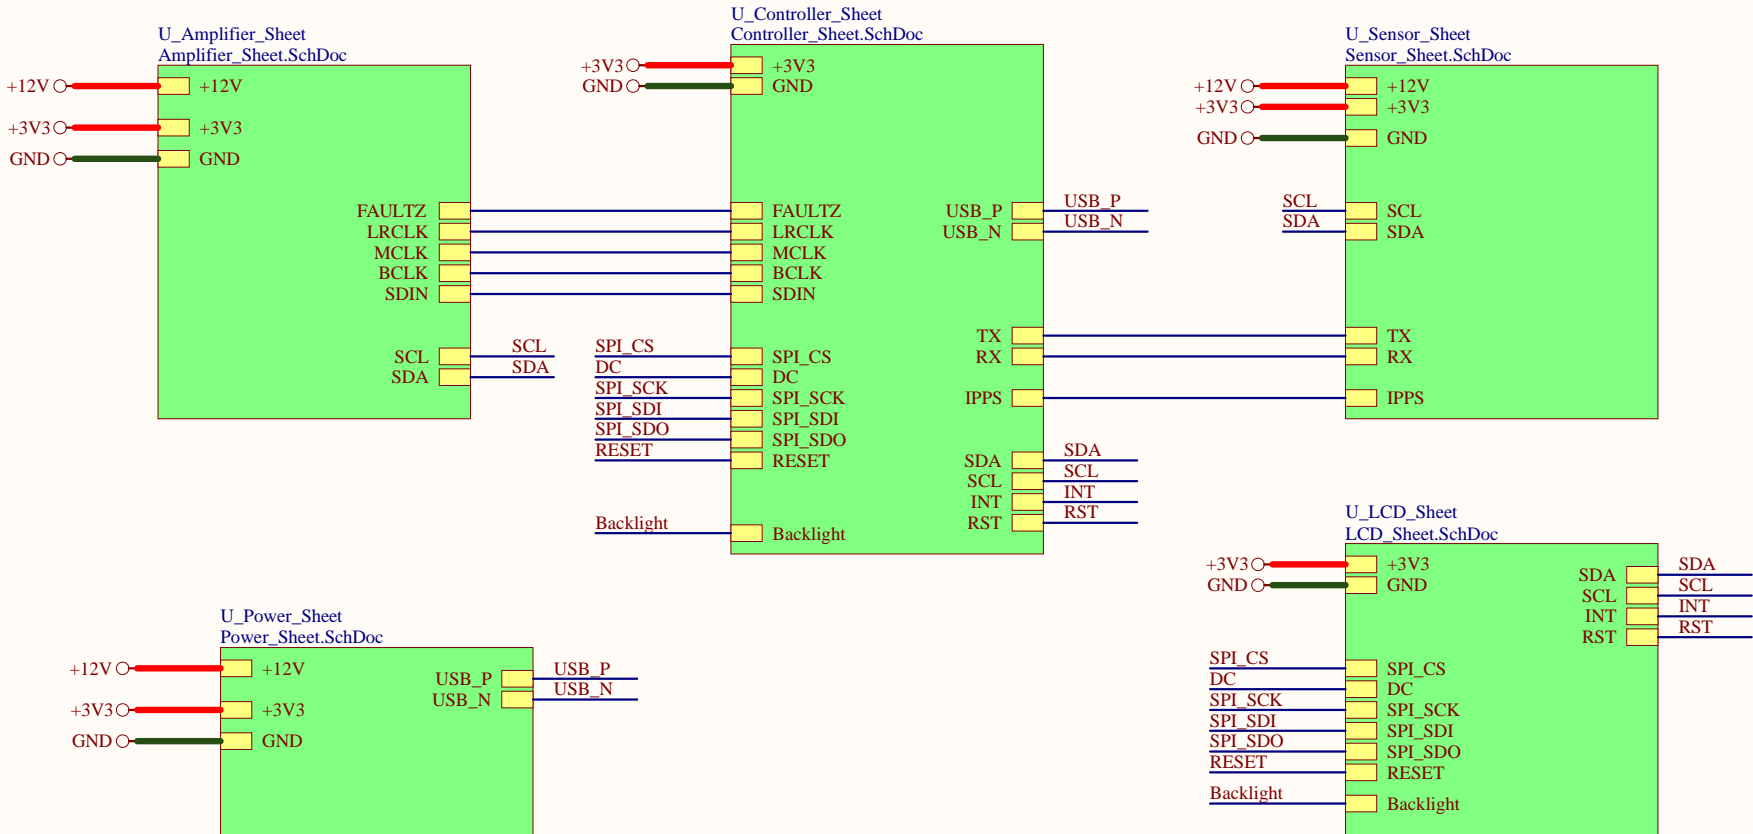 U_Amplifier_Sheet
Amplifier_Sheet.SchDoc
+12V
+12V
+3V3
+3V3
GND
GND
FAULTZ
LRCLK
MCLK
BCLK
SDIN
SCL
SCL
SDA
SDA
U_Controller_Sheet
Controller_Sheet.SchDoc
+3V3
+3V3
GND
GND
FAULTZ
LRCLK
MCLK
BCLK
SDIN
SPI_CS
SPI_CS
DC
DC
SPI_SCK
SPI_SCK
SPI_SDI
SPI_SDI
SPI_SDO
SPI_SDO
RESET
RESET
Backlight
Backlight
USB_P
USB_P
USB_N
USB_N
TX
RX
IPPS
SDA
SDA
SCL
SCL
INT
INT
RST
RST
U_Sensor_Sheet
Sensor_Sheet.SchDoc
+12V
+12V
+3V3
+3V3
GND
GND
SCL
SCL
SDA
SDA
TX
RX
IPPS
U_Power_Sheet
Power_Sheet.SchDoc
+12V
+12V
+3V3
+3V3
GND
GND
USB_P
USB_P
USB_N
USB_N
U_LCD_Sheet
LCD_Sheet.SchDoc
+3V3
+3V3
GND
GND
SDA
SDA
SCL
SCL
INT
INT
RST
RST
SPI_CS
SPI_CS
DC
DC
SPI_SCK
SPI_SCK
SPI_SDI
SPI_SDI
SPI_SDO
SPI_SDO
RESET
RESET
Backlight
Backlight